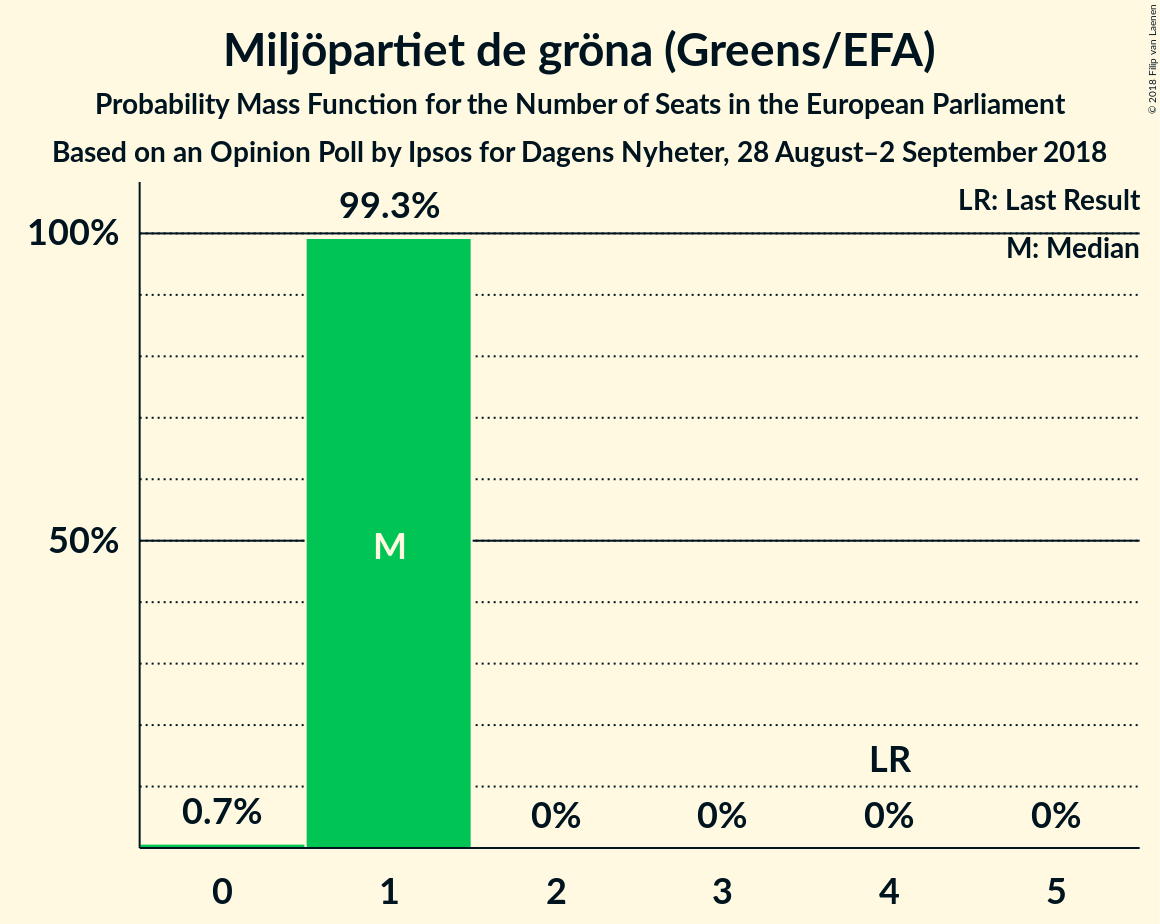 Miljöpartiet de gröna (Greens/EFA)
Probability Mass Function for the Number of Seats in the European Parliament
Based on an Opinion Poll by Ipsos for Dagens Nyheter, 28 August–2 September 2018
© 2018 Filip van Laenen
LR: Last Result
M: Median
100%
50%
99.3%
M
LR
0.7%
0%
0%
0%
0%
0
1
2
3
4
5